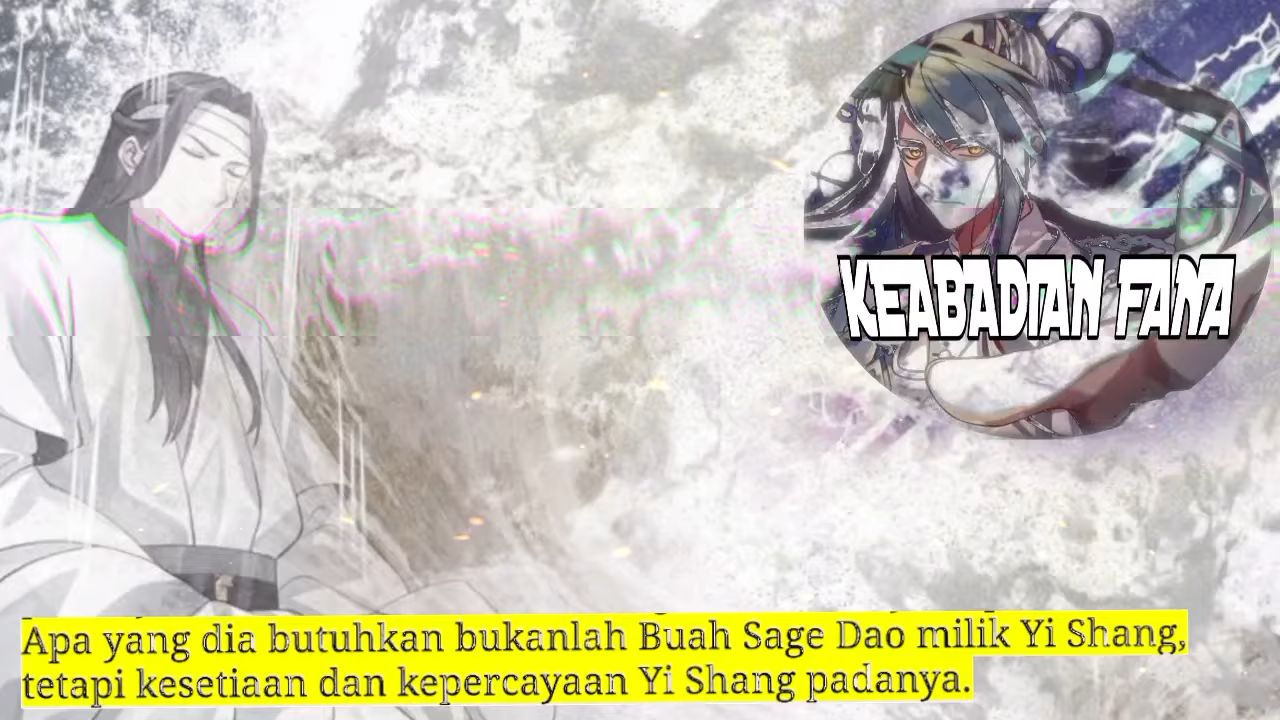 KEABADIAN FANA
Apa yang dia butuhkan bukanlah Buah Sage Dao milik Yi Shang,
tetapi kesetiaan dan kepercayaan Yi Shang padanya.